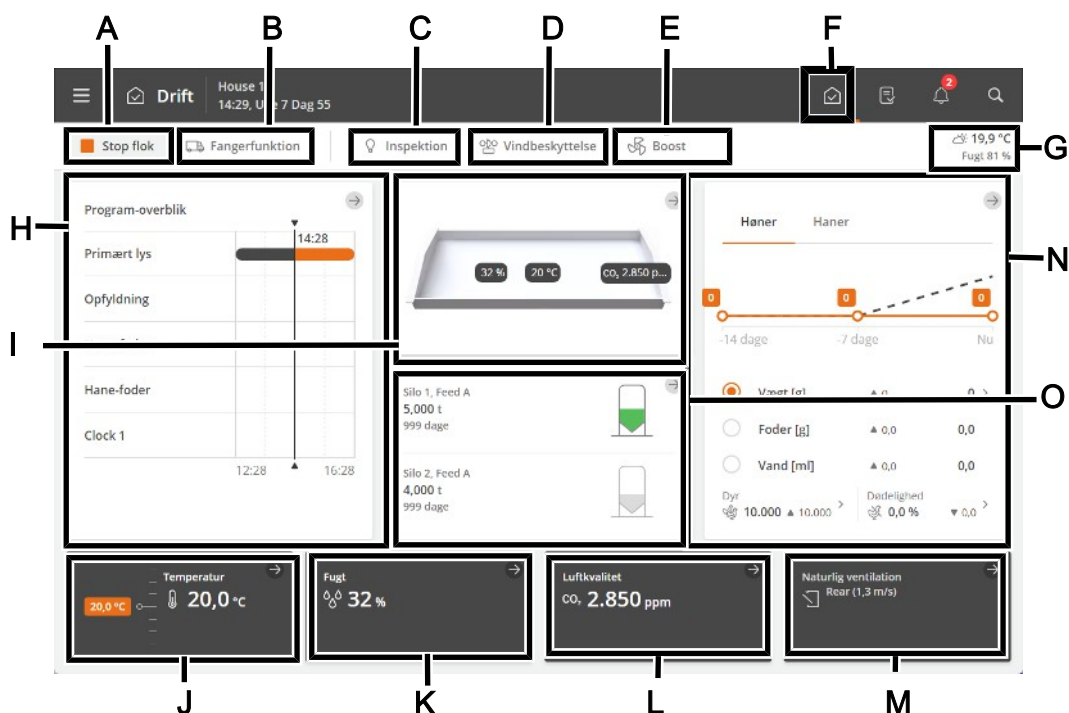 A B C D E F
Drift
House 1
14:29, U e 7 Dag 55
2
Stop flok
Fangerfunktion
Inspektion
Vindbeskyttelse
Boost
19,9 °C
Fugt 81 %
G
H
Program-overblik
14:28
Primært lys
Opfyldning
Hane-foder
Clock 1
12:28 16:28
I
32 %
20 °C
CO₂ 2.850 p...
Silo 1, Feed A
5,000 t
999 dage
Silo 2, Feed A
4,000 t
999 dage
Høner Haner
N
0 0 0
-14 dage -7 dage Nu
O
Vægt [g] 0
Foder [g] ▲ 0,0 0,0
Vand [ml] ▲ 0,0 0,0
Dyr
10.000 ▲ 10.000 >
Dødelighed
0,0 % ▼ 0,0 >
Temperatur
20,0 °C
20,0 °C
Fugt
32 %
Luftkvalitet
CO₂ 2.850 ppm
Naturlig ventilation
Rear (1,3 m/s)
J K L M